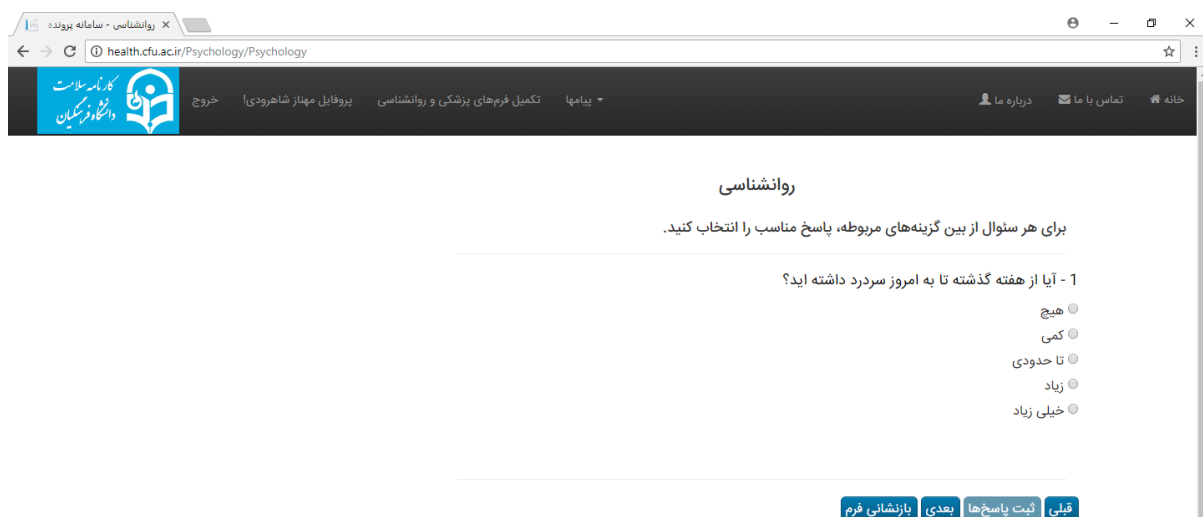 روانشناسی - سامانه پرونده
health.cfu.ac.ir/Psychology/Psychology
خانه تماس با ما درباره ما پیامها تکمیل فرم‌های پزشکی و روانشناسی پروفایل مهناز شاهرودی! خروج
کارنامه سلامت
دانشگاه فرهنگیان
روانشناسی
برای هر سئوال از بین گزینه‌های مربوطه، پاسخ مناسب را انتخاب کنید.
1 - آیا از هفته گذشته تا به امروز سردرد داشته اید؟
هیچ
کمی
تا حدودی
زیاد
خیلی زیاد
قبلی ثبت پاسخ‌ها بعدی بازنشانی فرم